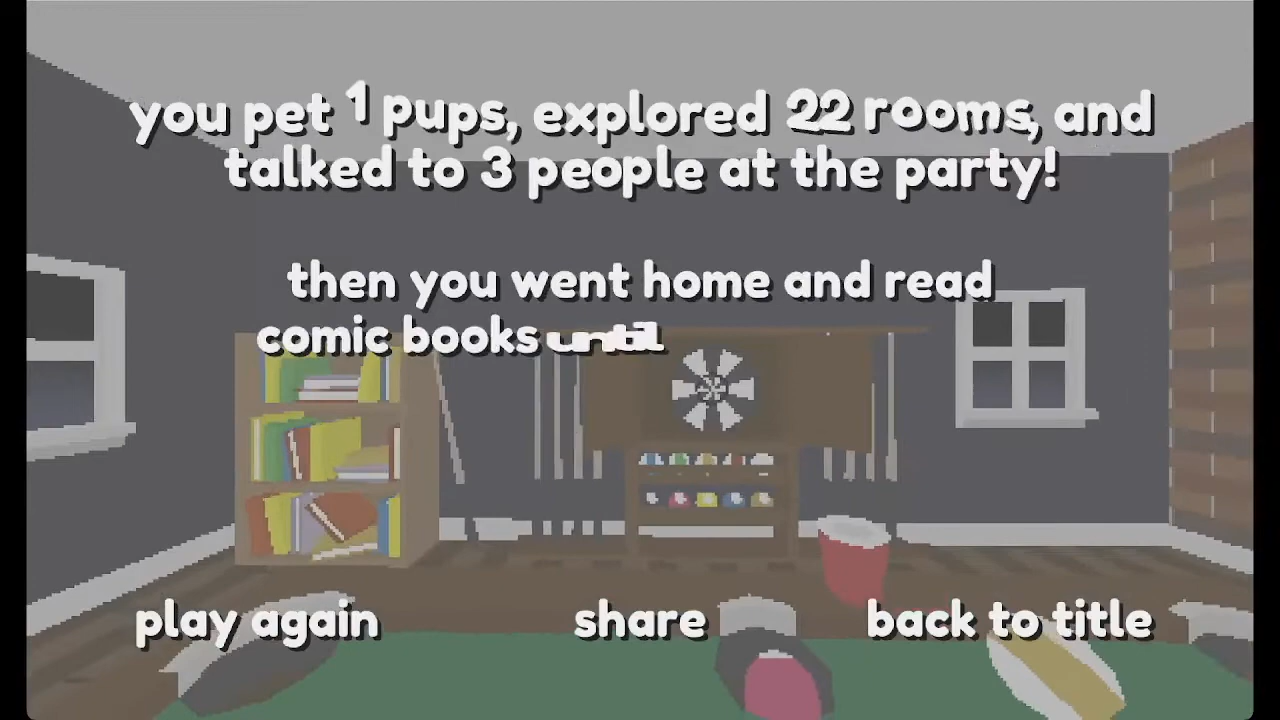 you pet 1 pups, explored 22 rooms, and
talked to 3 people at the party!
then you went home and read
comic books until
play again
share
back to title